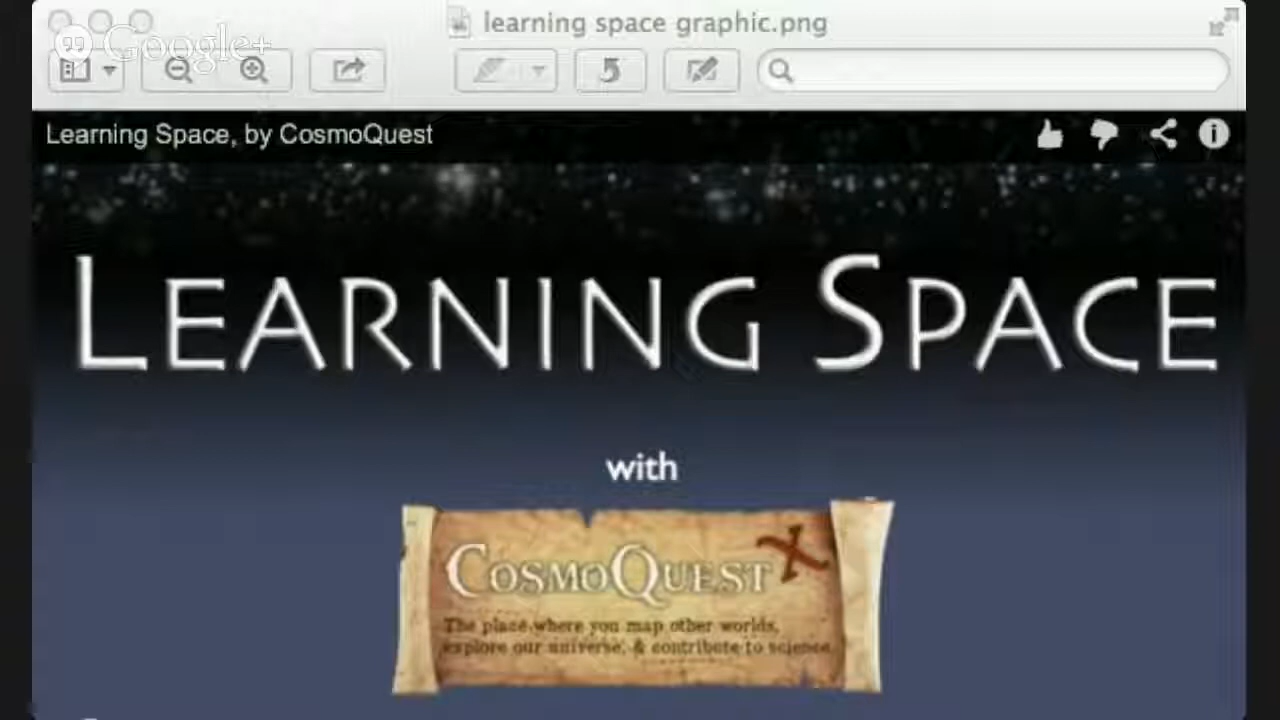 learning space graphic.png
Google+
Learning Space, by CosmoQuest
LEARNING SPACE
with
COSMOQUEST X
The place where you map other worlds,
explore our universe, & contribute to science.